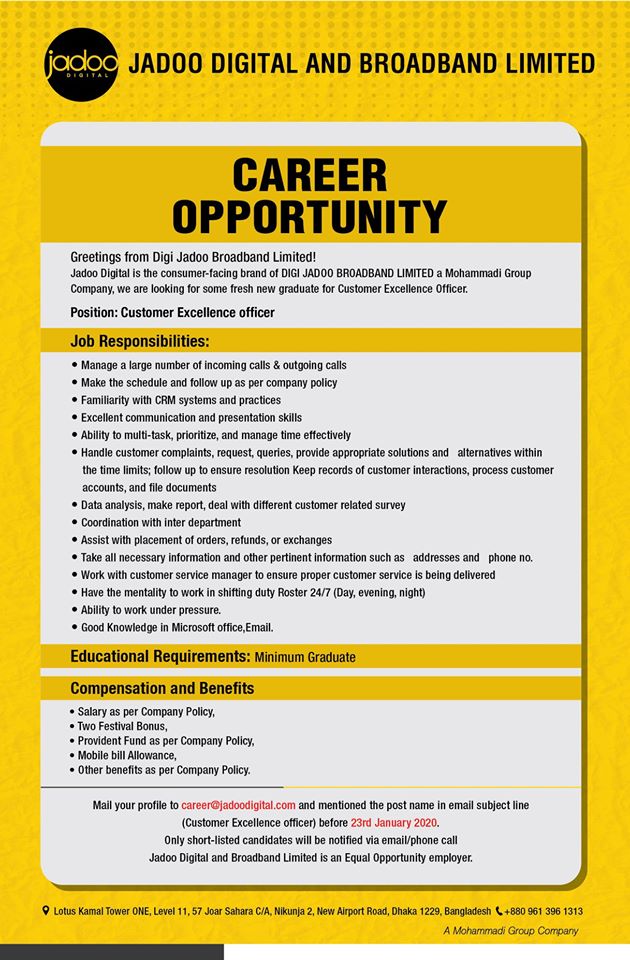 jadoo
DIGITAL
JADOO DIGITAL AND BROADBAND LIMITED
CAREER
OPPORTUNITY
Greetings from Digi Jadoo Broadband Limited!
Jadoo Digital is the consumer-facing brand of DIGI JADOO BROADBAND LIMITED a Mohammadi Group
Company, we are looking for some fresh new graduate for Customer Excellence Officer.
Position: Customer Excellence officer
Job Responsibilities:
• Manage a large number of incoming calls & outgoing calls
• Make the schedule and follow up as per company policy
• Familiarity with CRM systems and practices
• Excellent communication and presentation skills
• Ability to multi-task, prioritize, and manage time effectively
• Handle customer complaints, request, queries, provide appropriate solutions and alternatives within
the time limits; follow up to ensure resolution Keep records of customer interactions, process customer
accounts, and file documents
• Data analysis, make report, deal with different customer related survey
• Coordination with inter department
• Assist with placement of orders, refunds, or exchanges
• Take all necessary information and other pertinent information such as addresses and phone no.
• Work with customer service manager to ensure proper customer service is being delivered
• Have the mentality to work in shifting duty Roster 24/7 (Day, evening, night)
• Ability to work under pressure.
• Good Knowledge in Microsoft office,Email.
Educational Requirements: Minimum Graduate
Compensation and Benefits
• Salary as per Company Policy,
• Two Festival Bonus,
• Provident Fund as per Company Policy,
• Mobile bill Allowance,
• Other benefits as per Company Policy.
Mail your profile to career@jadoodigital.com and mentioned the post name in email subject line
(Customer Excellence officer) before 23rd January 2020.
Only short-listed candidates will be notified via email/phone call
Jadoo Digital and Broadband Limited is an Equal Opportunity employer.
Lotus Kamal Tower ONE, Level 11, 57 Joar Sahara C/A, Nikunja 2, New Airport Road, Dhaka 1229, Bangladesh +880 961 396 1313
A Mohammadi Group Company